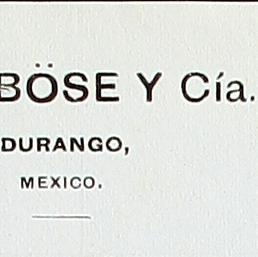 BÖSE Y Cía.
DURANGO,
MEXICO.